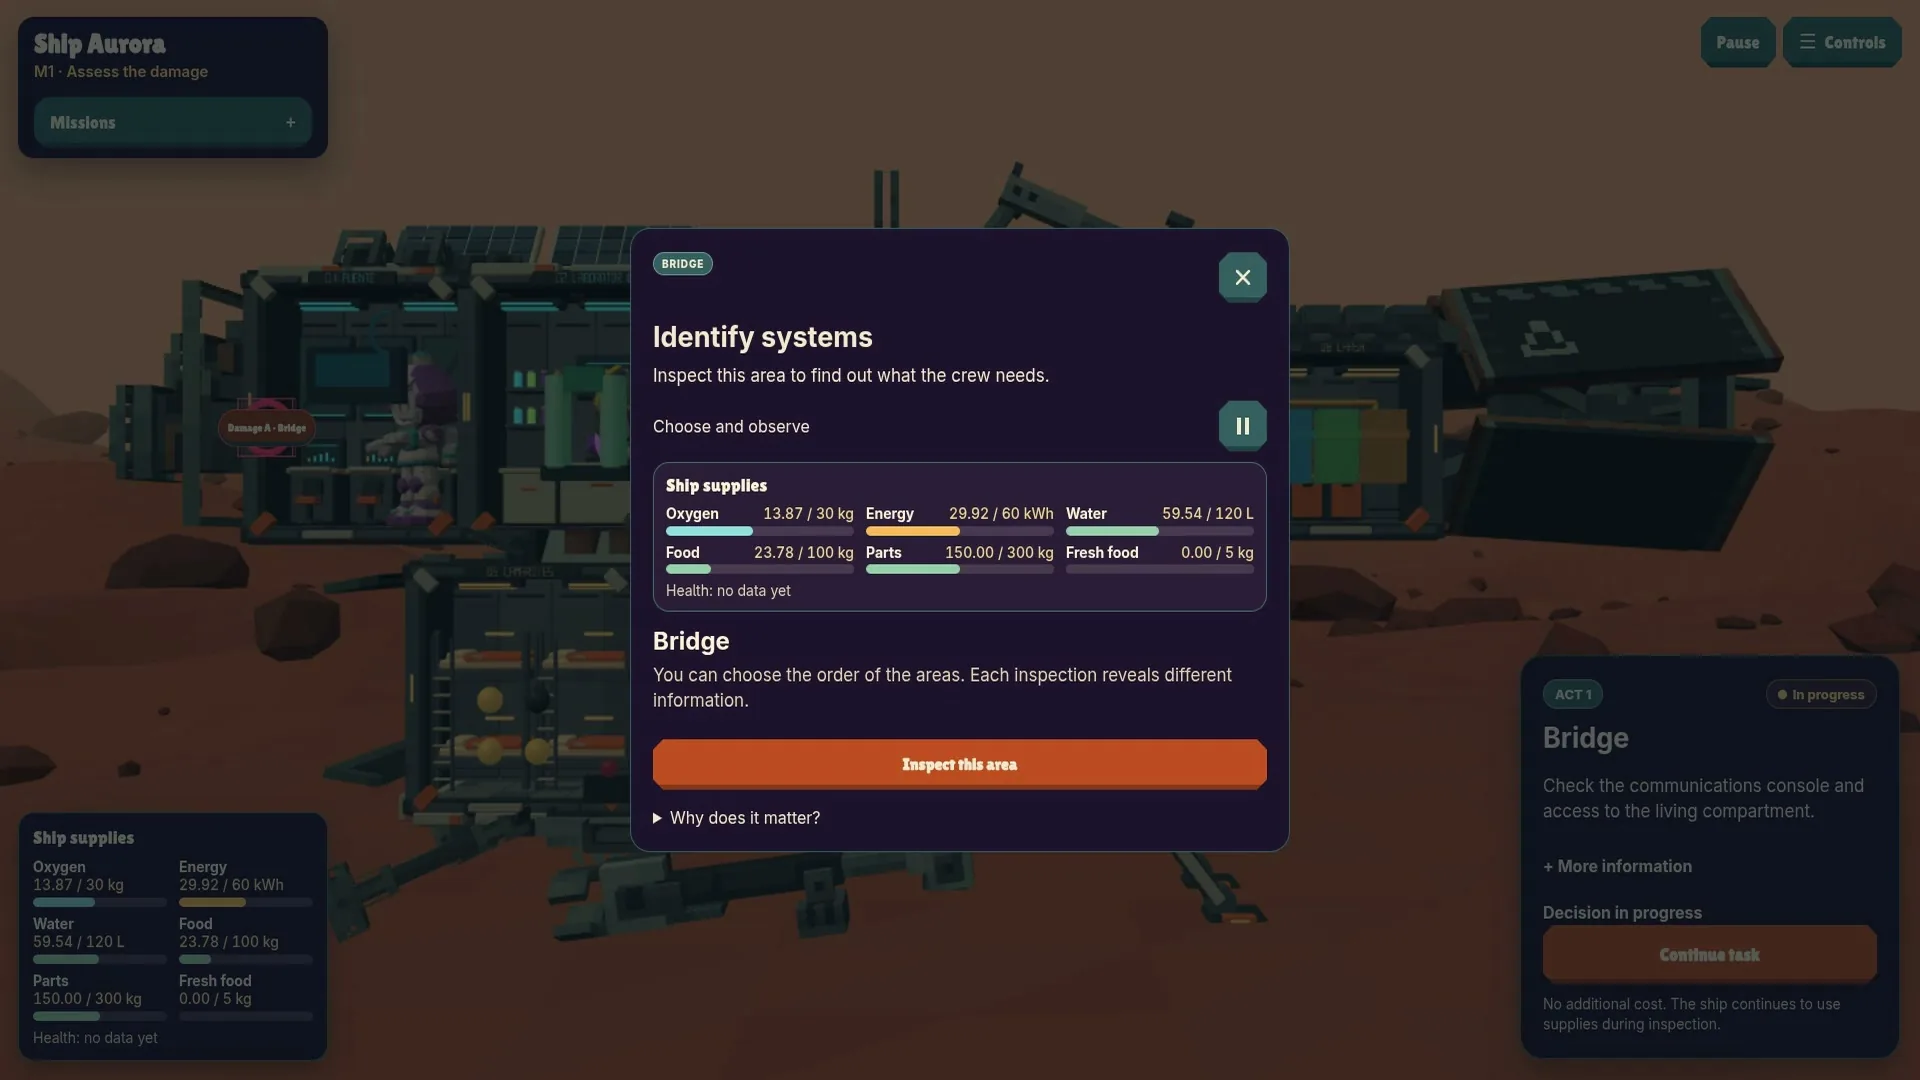 Ship Aurora
M1 · Assess the damage
Missions +
Pause
☰ Controls
Damage A · Bridge
BRIDGE
Identify systems
Inspect this area to find out what the crew needs.
Choose and observe
Ship supplies
Oxygen 13.87 / 30 kg
Energy 29.92 / 60 kWh
Water 59.54 / 120 L
Food 23.78 / 100 kg
Parts 150.00 / 300 kg
Fresh food 0.00 / 5 kg
Health: no data yet
Bridge
You can choose the order of the areas. Each inspection reveals different
information.
Inspect this area
Why does it matter?
Ship supplies
Oxygen
13.87 / 30 kg
Energy
29.92 / 60 kWh
Water
59.54 / 120 L
Food
23.78 / 100 kg
Parts
150.00 / 300 kg
Fresh food
0.00 / 5 kg
Health: no data yet
ACT 1
In progress
Bridge
Check the communications console and
access to the living compartment.
+ More information
Decision in progress
Continue task
No additional cost. The ship continues to use
supplies during inspection.